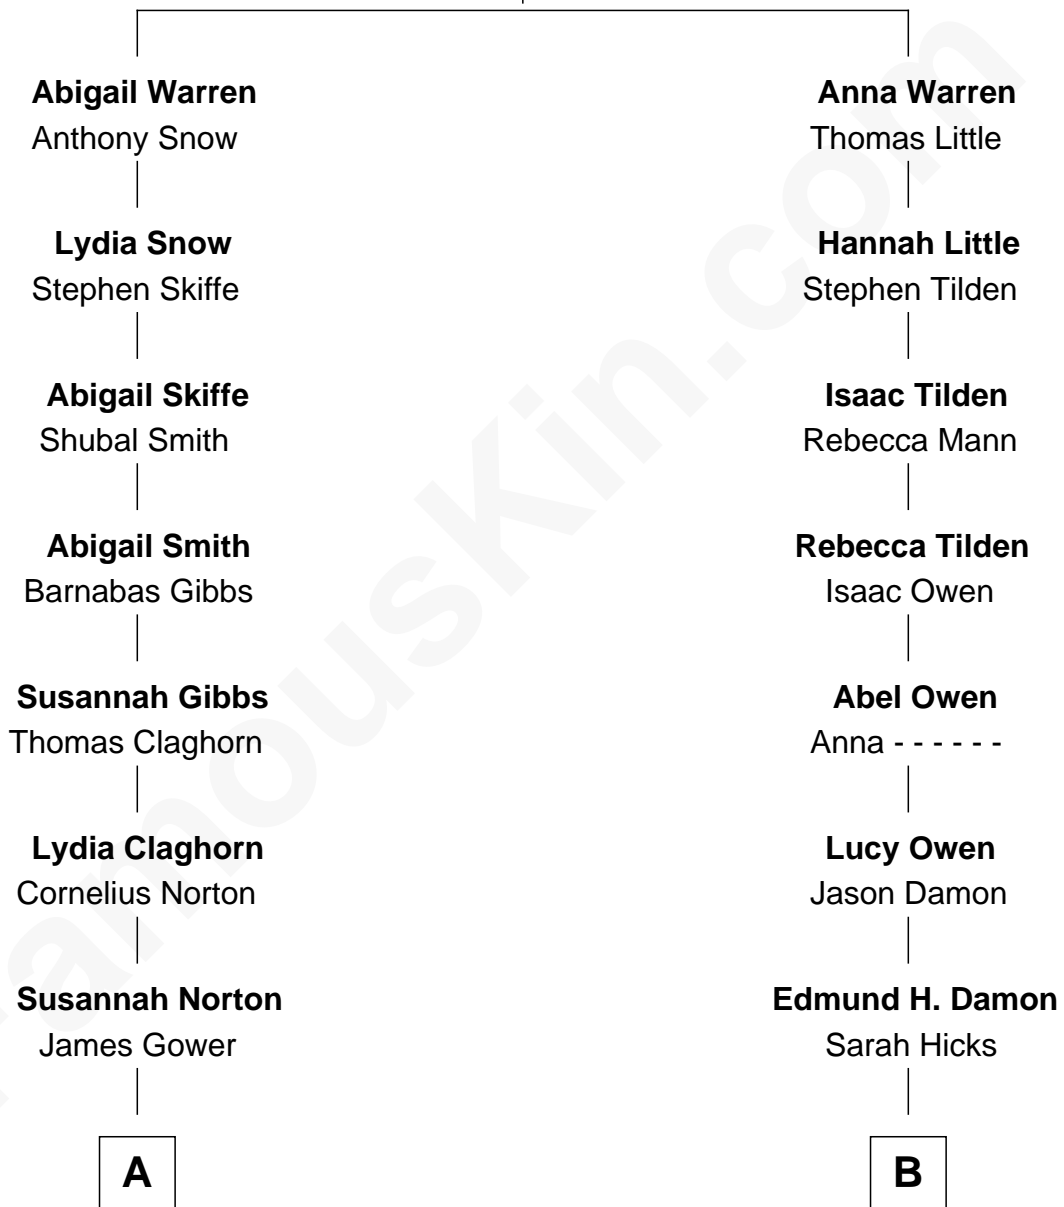 Abigail Warren
Anthony Snow
Lydia Snow
Stephen Skiffe
Abigail Skiffe
Shubal Smith
Abigail Smith
Barnabas Gibbs
Susannah Gibbs
Thomas Claghorn
Lydia Claghorn
Cornelius Norton
Susannah Norton
James Gower
A
Anna Warren
Thomas Little
Hannah Little
Stephen Tilden
Isaac Tilden
Rebecca Mann
Rebecca Tilden
Isaac Owen
Abel Owen
Anna - - - - - -
Lucy Owen
Jason Damon
Edmund H. Damon
Sarah Hicks
B
FamousKin.com